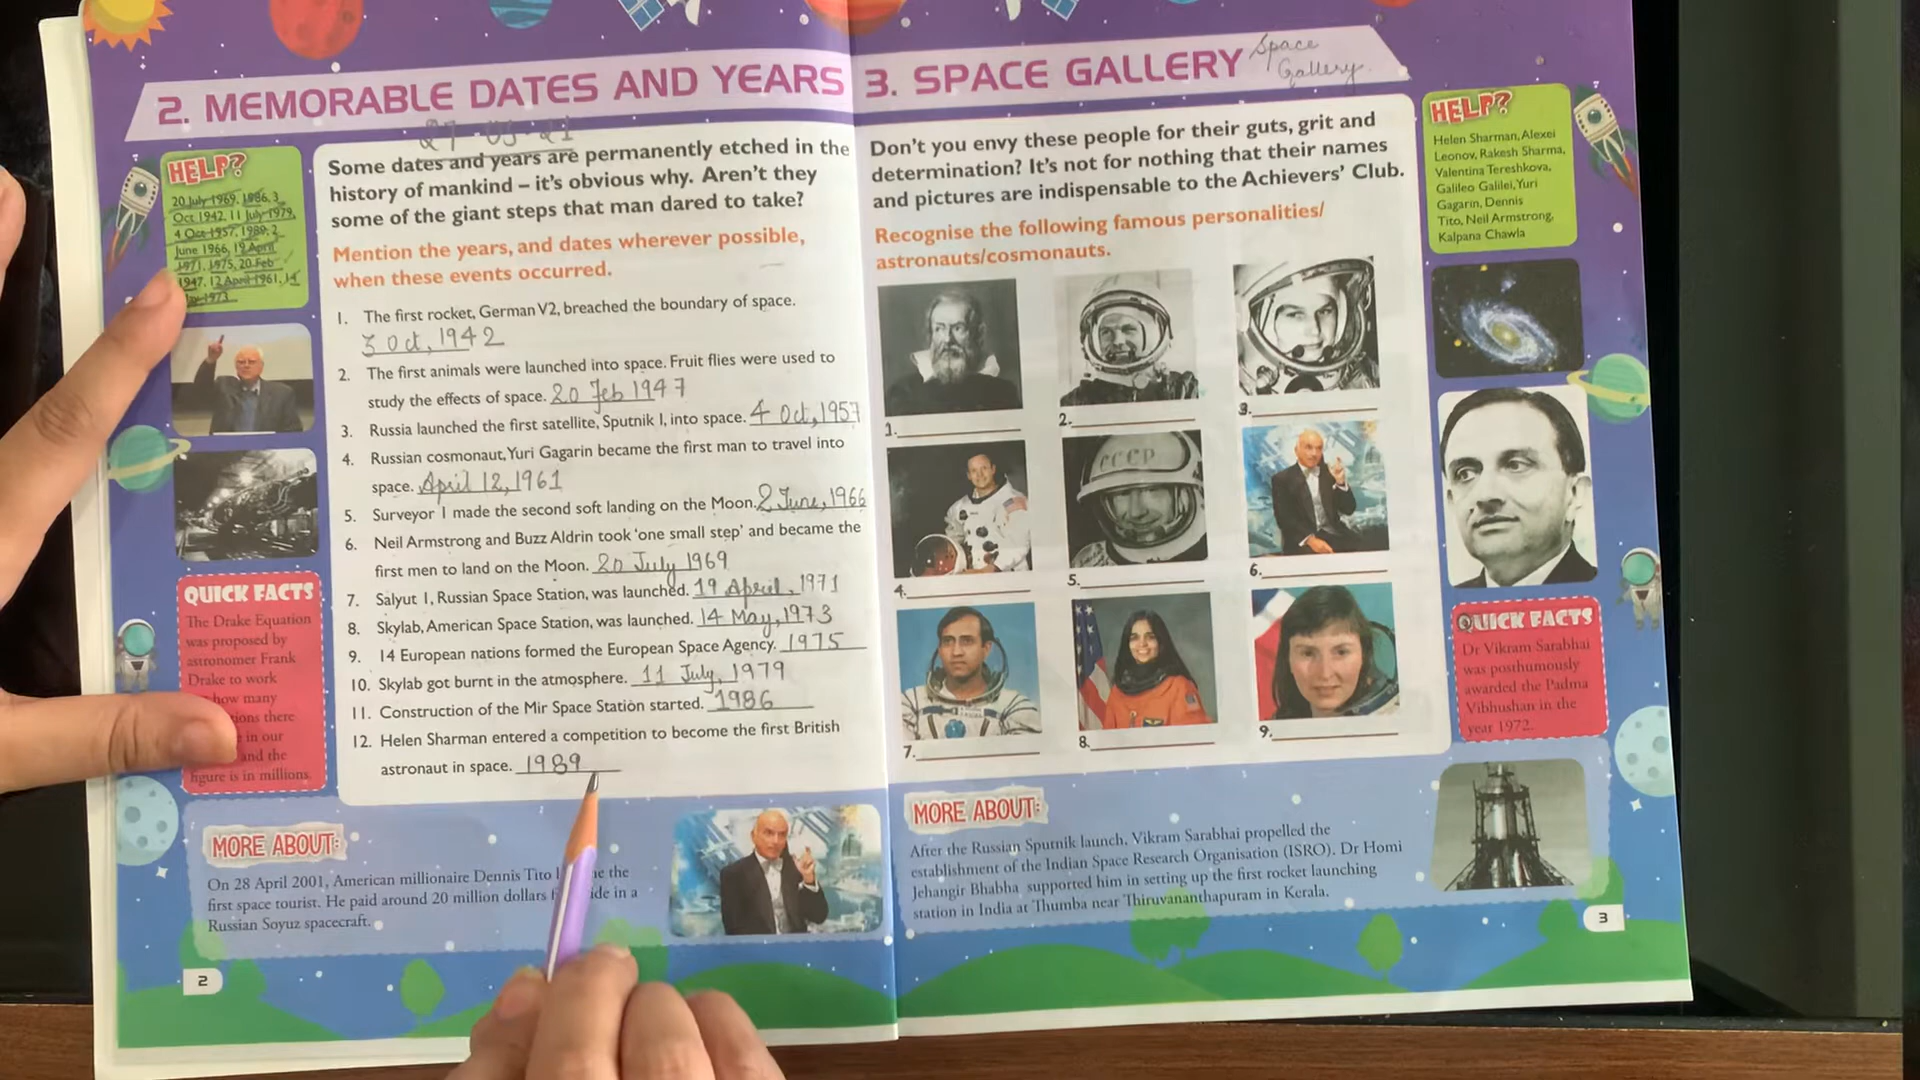 2. MEMORABLE DATES AND YEARS
27-05-21
HELP?
20 July 1969, 1986, 3
Oct 1942, 11 July 1979,
4 Oct 1957, 1989, 2
June 1966, 19 April
1971, 1975, 20 Feb
1947, 12 April 1961, 14
1973
Some dates and years are permanently etched in the
history of mankind – it's obvious why. Aren't they
some of the giant steps that man dared to take?
Mention the years, and dates wherever possible,
when these events occurred.
1. The first rocket, German V2, breached the boundary of space.
3 Oct, 1942
2. The first animals were launched into space. Fruit flies were used to
study the effects of space. 20 Feb 1947
3. Russia launched the first satellite, Sputnik I, into space. 4 Oct, 1957
4. Russian cosmonaut, Yuri Gagarin became the first man to travel into
space. April 12, 1961
5. Surveyor I made the second soft landing on the Moon. 2 June, 1966
6. Neil Armstrong and Buzz Aldrin took 'one small step' and became the
first men to land on the Moon. 20 July 1969
7. Salyut I, Russian Space Station, was launched. 19 April, 1971
8. Skylab, American Space Station, was launched. 14 May, 1973
9. 14 European nations formed the European Space Agency. 1975
10. Skylab got burnt in the atmosphere. 11 July, 1979
11. Construction of the Mir Space Station started. 1986
12. Helen Sharman entered a competition to become the first British
astronaut in space. 1989
QUICK FACTS
The Drake Equation
was proposed by
astronomer Frank
Drake to work
how many
there
in our
and the
figure is in millions.
MORE ABOUT:
On 28 April 2001, American millionaire Dennis Tito the
first space tourist. He paid around 20 million dollars in a
Russian Soyuz spacecraft.
2
3. SPACE GALLERY
Space
Gallery
Don't you envy these people for their guts, grit and
determination? It's not for nothing that their names
and pictures are indispensable to the Achievers' Club.
Recognise the following famous personalities/
astronauts/cosmonauts.
1.
2.
3.
4.
CCCP
5.
6.
7.
8.
9.
HELP?
Helen Sharman, Alexei
Leonov, Rakesh Sharma,
Valentina Tereshkova,
Galileo Galilei, Yuri
Gagarin, Dennis
Tito, Neil Armstrong,
Kalpana Chawla
QUICK FACTS
Dr Vikram Sarabhai
was posthumously
awarded the Padma
Vibhushan in the
year 1972.
MORE ABOUT:
After the Russian Sputnik launch, Vikram Sarabhai propelled the
establishment of the Indian Space Research Organisation (ISRO). Dr Homi
Jehangir Bhabha supported him in setting up the first rocket launching
station in India at Thumba near Thiruvananthapuram in Kerala.
3